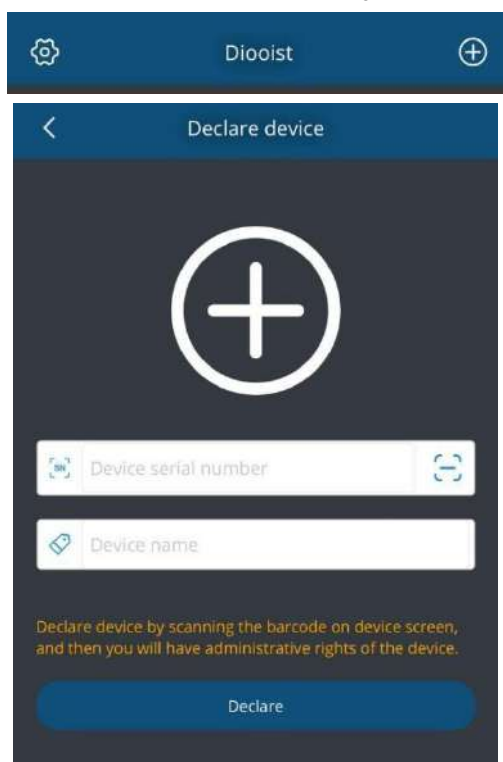 Diooist
Declare device
SN
Device serial number
Device name
Declare device by scanning the barcode on device screen,
and then you will have administrative rights of the device.
Declare